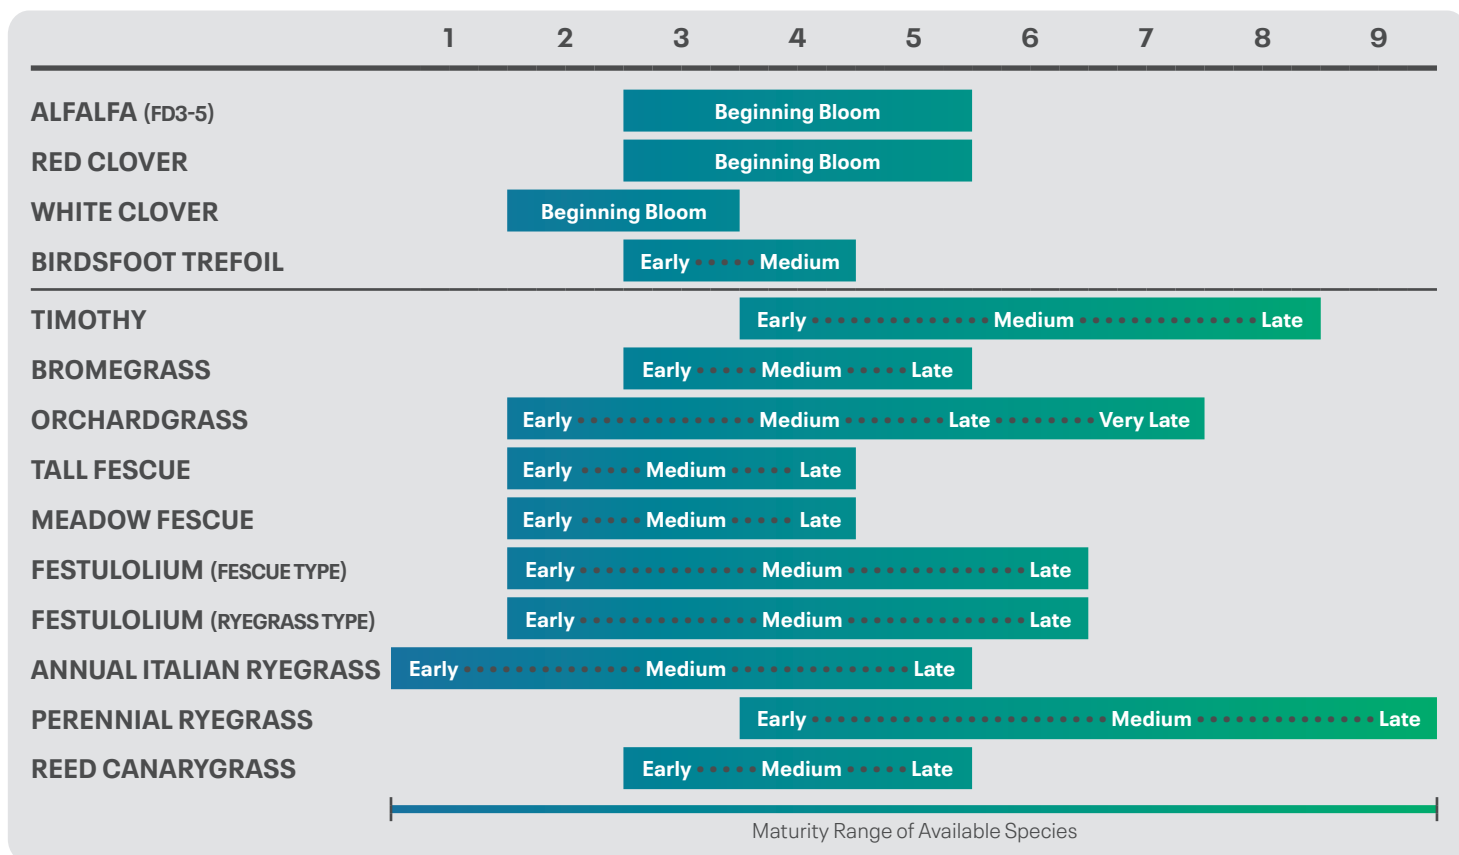 1 2 3 4 5 6 7 8 9
ALFALFA (FD3-5) Beginning Bloom
RED CLOVER Beginning Bloom
WHITE CLOVER Beginning Bloom
BIRDSFOOT TREFOIL Early ····· Medium
TIMOTHY Early ··············· Medium ·············· Late
BROMEGRASS Early ····· Medium ····· Late
ORCHARDGRASS Early ··············· Medium ········ Late ········ Very Late
TALL FESCUE Early ····· Medium ····· Late
MEADOW FESCUE Early ····· Medium ····· Late
FESTULOLIUM (FESCUE TYPE) Early ··············· Medium ··············· Late
FESTULOLIUM (RYEGRASS TYPE) Early ··············· Medium ··············· Late
ANNUAL ITALIAN RYEGRASS Early ··············· Medium ··············· Late
PERENNIAL RYEGRASS Early ························ Medium ··············· Late
REED CANARYGRASS Early ····· Medium ····· Late
Maturity Range of Available Species